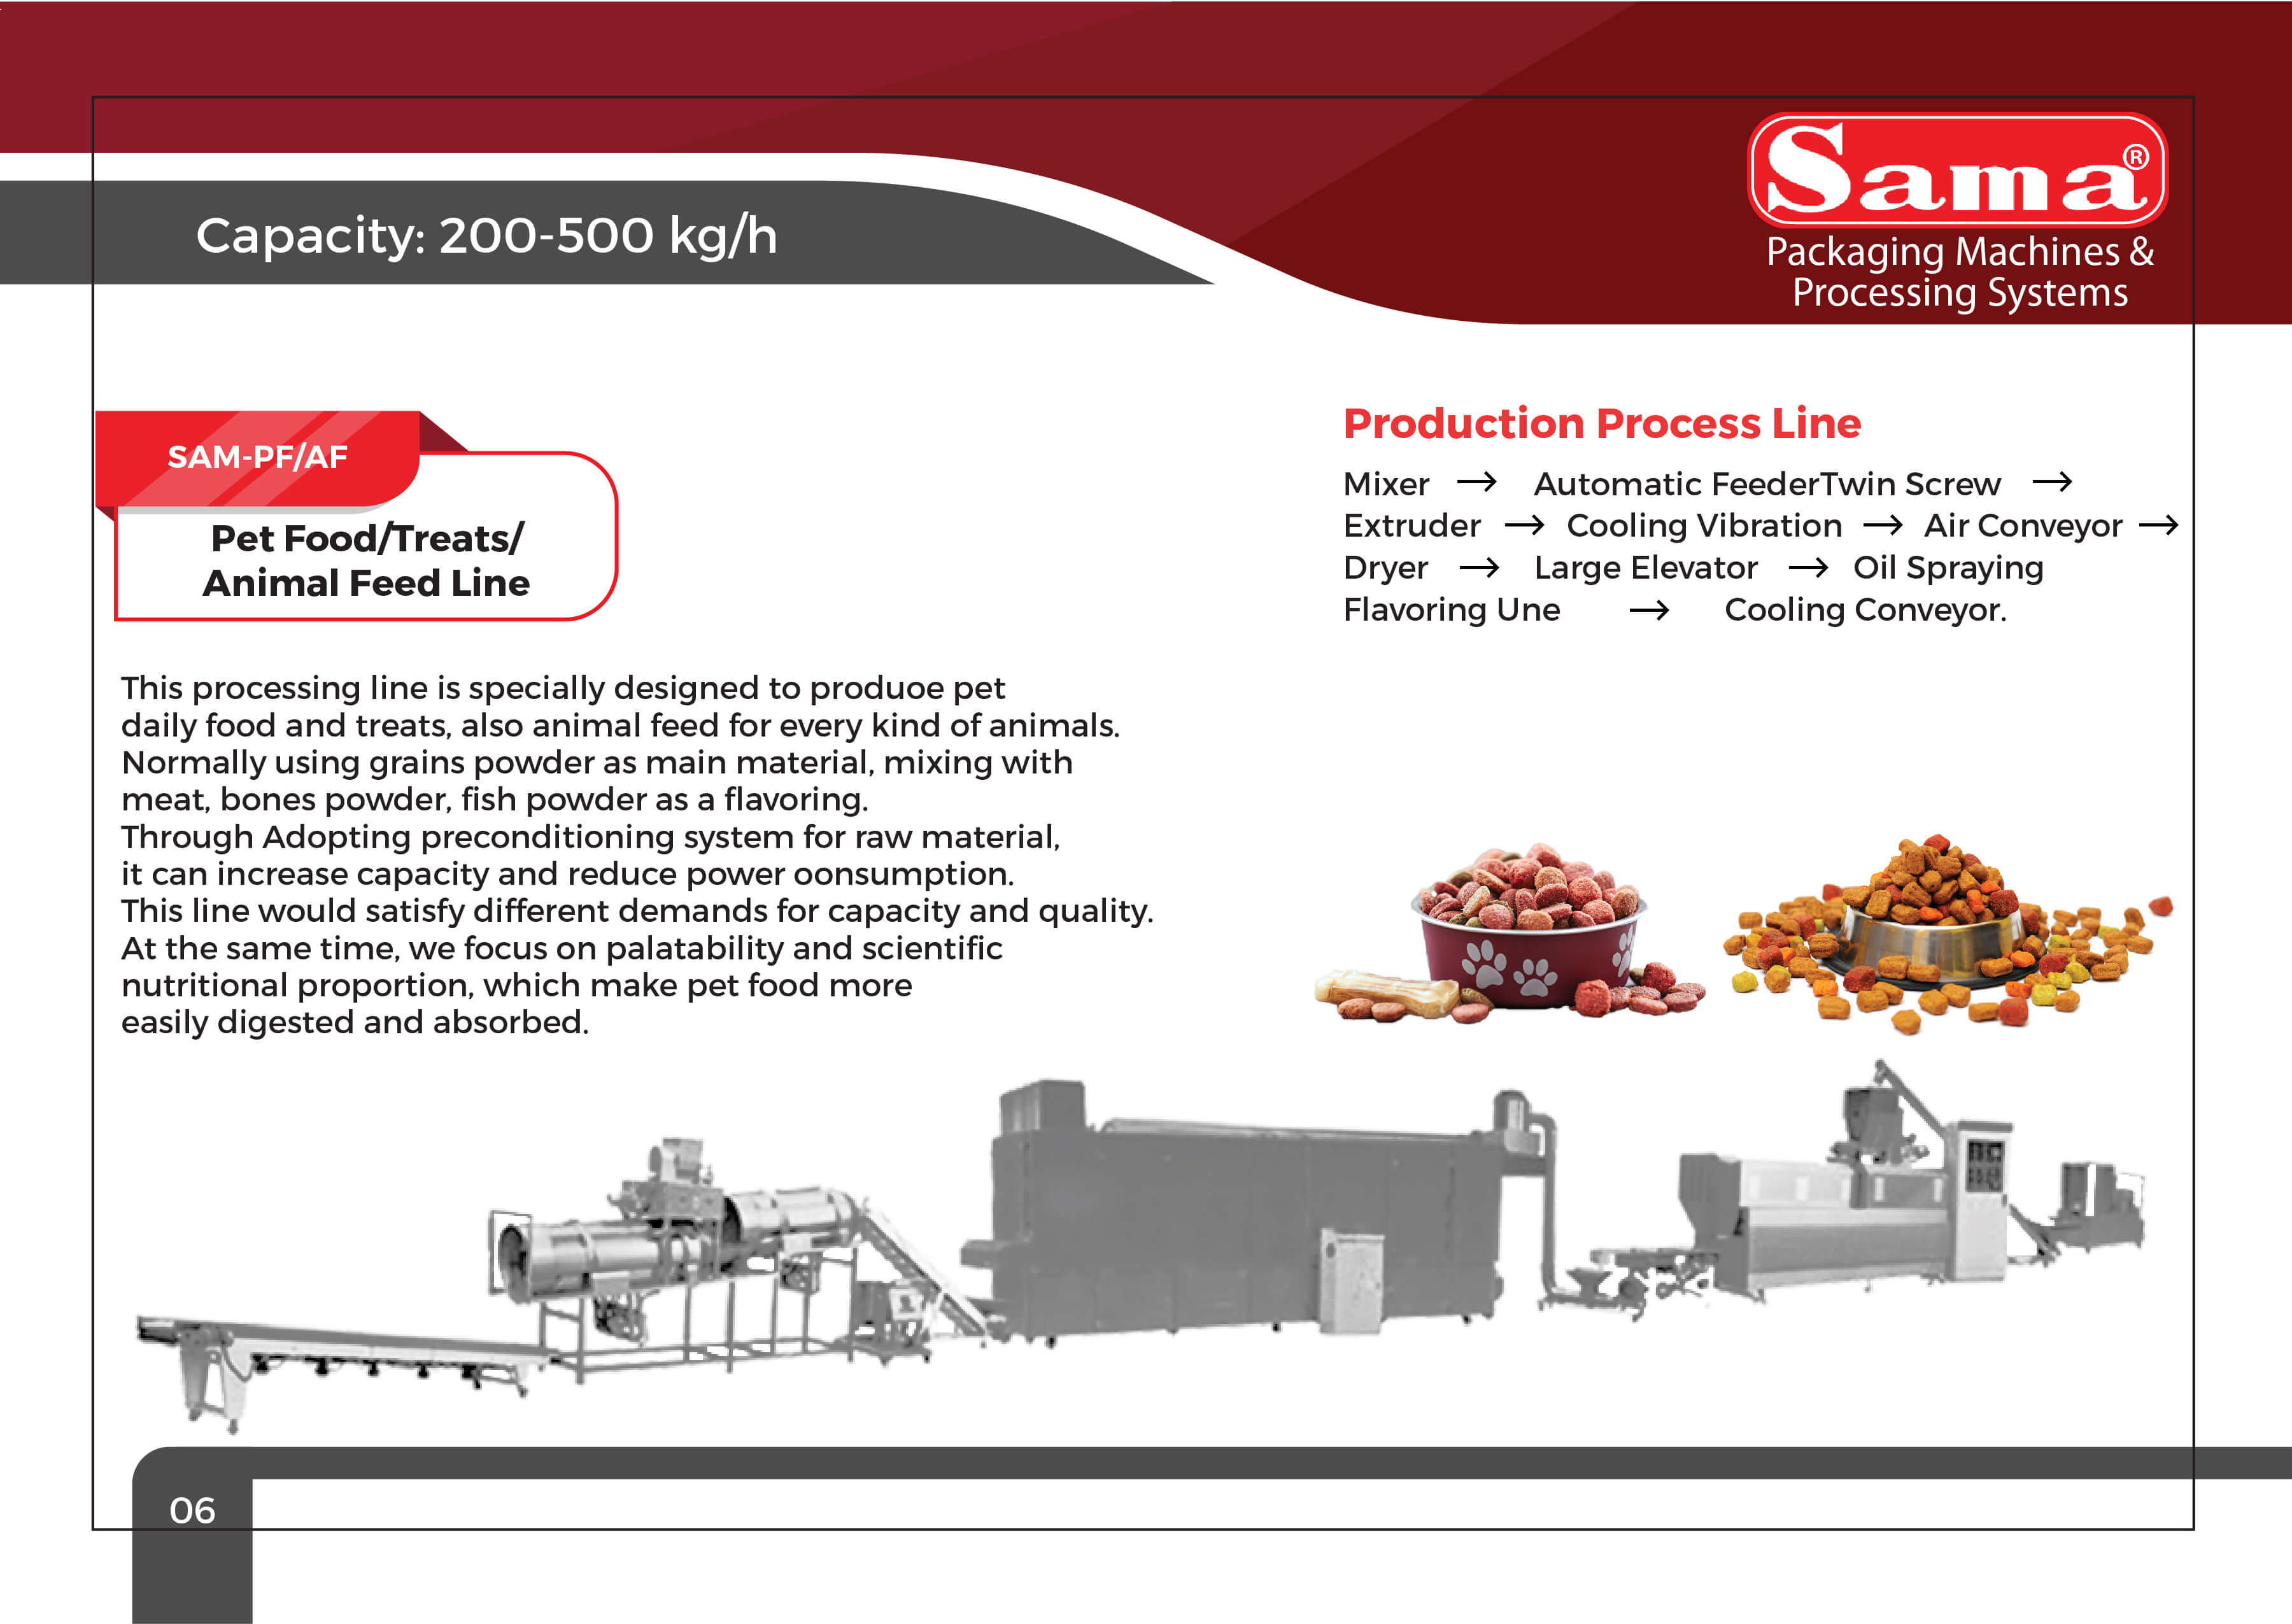 Capacity: 200-500 kg/h
Sama®
Packaging Machines &
Processing Systems
SAM-PF/AF
Pet Food/Treats/
Animal Feed Line
Production Process Line
Mixer → Automatic FeederTwin Screw →
Extruder → Cooling Vibration → Air Conveyor →
Dryer → Large Elevator → Oil Spraying
Flavoring Une → Cooling Conveyor.
This processing line is specially designed to produoe pet
daily food and treats, also animal feed for every kind of animals.
Normally using grains powder as main material, mixing with
meat, bones powder, fish powder as a flavoring.
Through Adopting preconditioning system for raw material,
it can increase capacity and reduce power oonsumption.
This line would satisfy different demands for capacity and quality.
At the same time, we focus on palatability and scientific
nutritional proportion, which make pet food more
easily digested and absorbed.
06